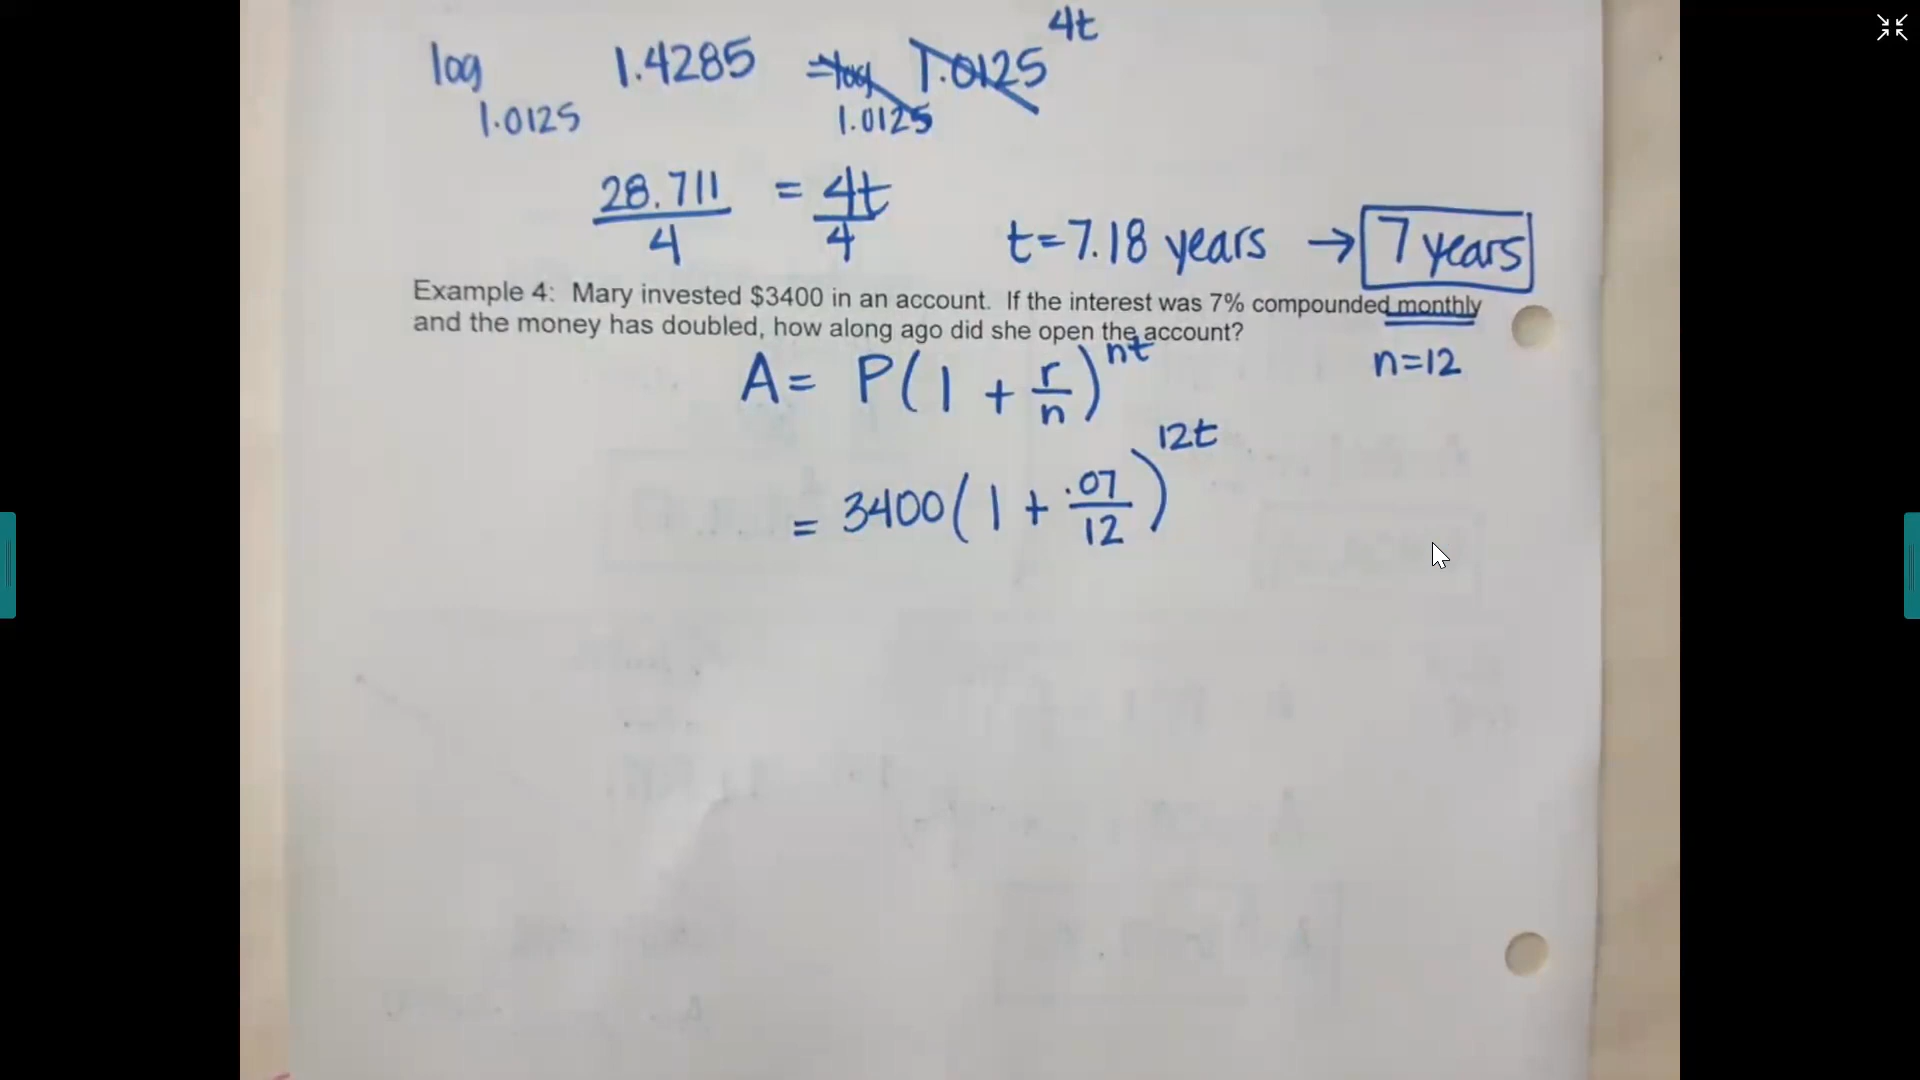 log 1.0125 1.4285 = log 1.0125 1.0125 4t
28.711 / 4 = 4t / 4
t = 7.18 years → 7 years
Example 4: Mary invested $3400 in an account. If the interest was 7% compounded monthly
and the money has doubled, how along ago did she open the account?
n=12
A = P(1 + r/n)^nt
= 3400(1 + .07/12)^12t